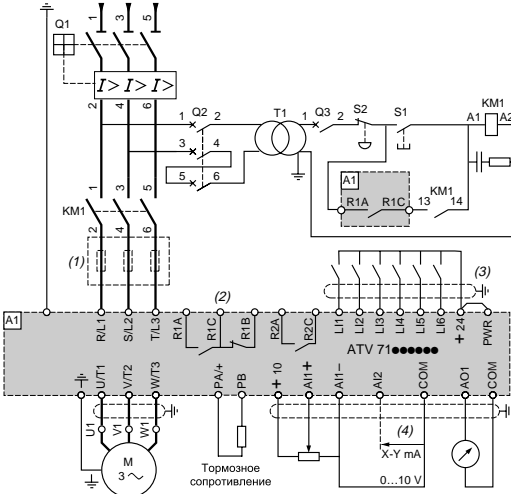 Q1
1 3 5
I> I> I>
2 4 6
1 Q2 2
3 4
5 6
T1
1 Q3 2
S2
S1
A1 KM1 A2
A1
R1A R1C
13 KM1 14
1 3 5
KM1
2 4 6
(1)
(2)
(3)
A1
R/L1
S/L2
T/L3
R1A
R1C
R1B
R2A
R2C
LI1
LI2
LI3
LI4
LI5
LI6
+ 24
PWR
ATV 71●●●●●●
U/T1
V/T2
W/T3
PA/+
PB
+ 10
AI1+
AI1–
AI2
COM
AO1
COM
U1
V1
W1
(4)
X-Y mA
0...10 V
M
3 ~
Тормозное
сопротивление